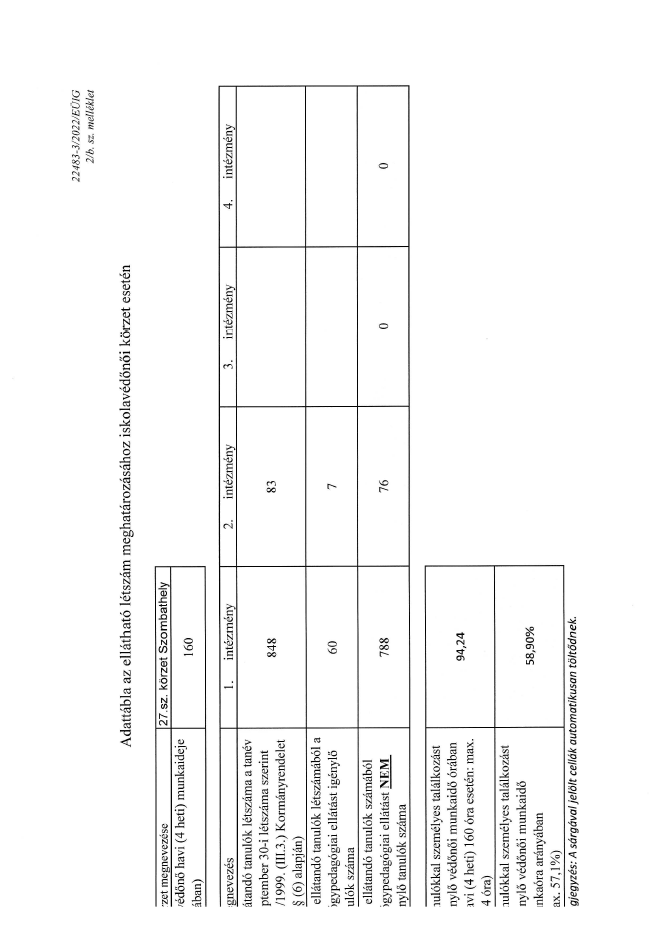 22483-3/2022/EÜIG
2/b. sz. melléklet
Adattábla az ellátható létszám meghatározásához iskolavédőnői körzet esetén
rzet megnevezése 27.sz. körzet Szombathely
védőnő havi (4 heti) munkaideje
ában) 160
gnevezés 1. intézmény 2. intézmény 3. intézmény 4. intézmény
átandó tanulók létszáma a tanév
ptember 30-i létszáma szerint
/1999. (III.3.) Kormányrendelet
§ (6) alapján) 848 83
ellátandó tanulók létszámából a
ógypedagógiai ellátást igénylő
ulók száma 60 7
ellátandó tanulók számából
ógypedagógiai ellátást NEM
nylő tanulók száma 788 76 0 0
nulókkal személyes találkozást
nylő védőnői munkaidő órában
vi (4 heti) 160 óra esetén: max.
4 óra) 94,24
nulókkal személyes találkozást
nylő védőnői munkaidő
nkaóra arányában
ax. 57,1%) 58,90%
gjegyzés: A sárgával jelölt cellák automatikusan töltődnek.